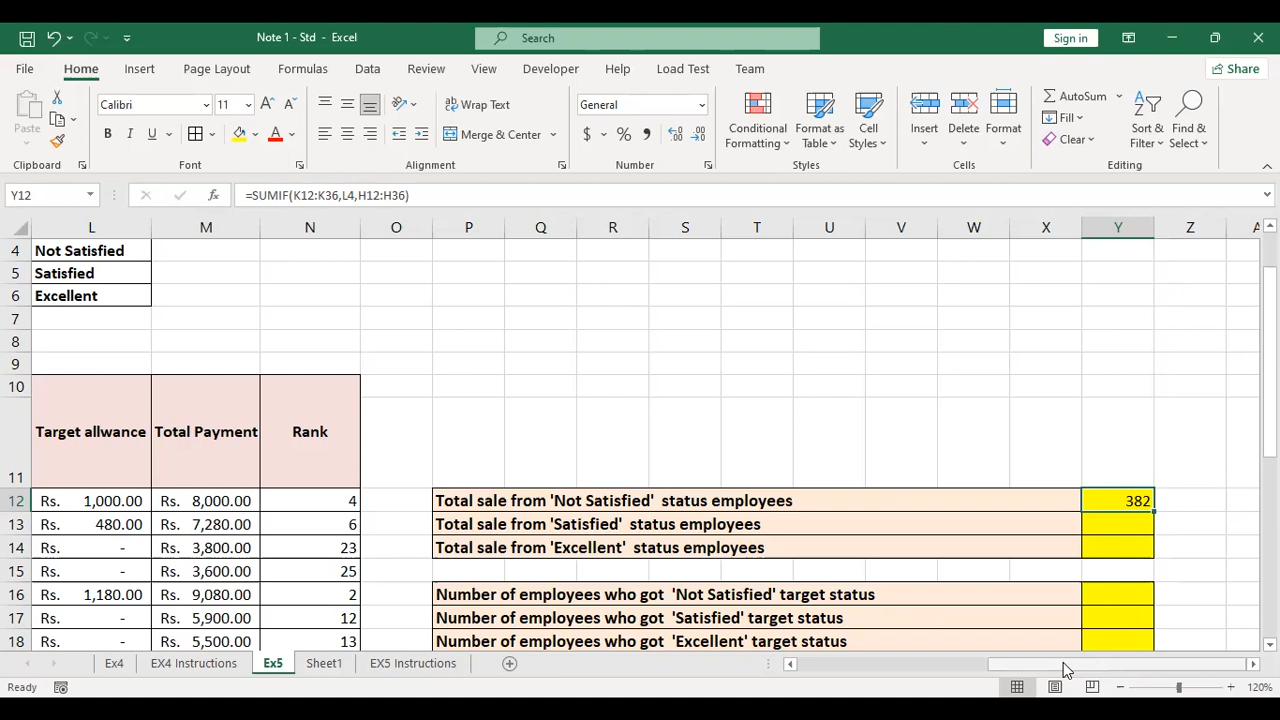 Note 1 - Std - Excel
Search
Sign in
File Home Insert Page Layout Formulas Data Review View Developer Help Load Test Team
Share
Paste
Calibri 11 A A
B I U A
Wrap Text
Merge & Center
General
$ % ,
Conditional Formatting
Format as Table
Cell Styles
Insert
Delete
Format
AutoSum
Fill
Clear
Sort & Filter
Find & Select
Clipboard Font Alignment Number Styles Cells Editing
Y12 fx =SUMIF(K12:K36,L4,H12:H36)
L M N O P Q R S T U V W X Y Z
4 Not Satisfied
5 Satisfied
6 Excellent
7
8
9
10
11 Target allwance Total Payment Rank
12 Rs. 1,000.00 Rs. 8,000.00 4 Total sale from 'Not Satisfied' status employees 382
13 Rs. 480.00 Rs. 7,280.00 6 Total sale from 'Satisfied' status employees
14 Rs. - Rs. 3,800.00 23 Total sale from 'Excellent' status employees
15 Rs. - Rs. 3,600.00 25
16 Rs. 1,180.00 Rs. 9,080.00 2 Number of employees who got 'Not Satisfied' target status
17 Rs. - Rs. 5,900.00 12 Number of employees who got 'Satisfied' target status
18 Rs. - Rs. 5,500.00 13 Number of employees who got 'Excellent' target status
Ex4 EX4 Instructions Ex5 Sheet1 EX5 Instructions
Ready 120%